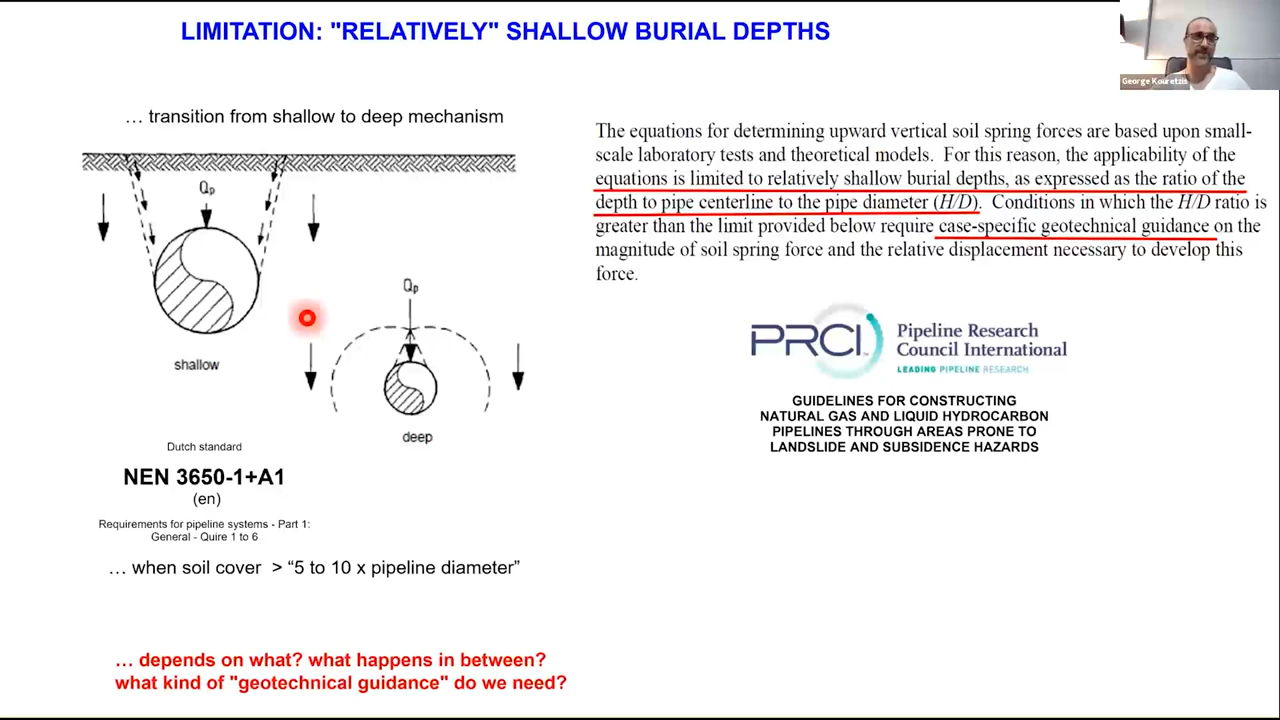 LIMITATION: "RELATIVELY" SHALLOW BURIAL DEPTHS
George Kouretzis
… transition from shallow to deep mechanism
Qp
shallow
Qp
deep
Dutch standard
NEN 3650-1+A1
(en)
Requirements for pipeline systems - Part 1:
General - Quire 1 to 6
… when soil cover > “5 to 10 x pipeline diameter”
… depends on what? what happens in between?
what kind of "geotechnical guidance" do we need?
The equations for determining upward vertical soil spring forces are based upon small-
scale laboratory tests and theoretical models. For this reason, the applicability of the
equations is limited to relatively shallow burial depths, as expressed as the ratio of the
depth to pipe centerline to the pipe diameter (H/D). Conditions in which the H/D ratio is
greater than the limit provided below require case-specific geotechnical guidance on the
magnitude of soil spring force and the relative displacement necessary to develop this
force.
PRCI
Pipeline Research
Council International
LEADING PIPELINE RESEARCH
GUIDELINES FOR CONSTRUCTING
NATURAL GAS AND LIQUID HYDROCARBON
PIPELINES THROUGH AREAS PRONE TO
LANDSLIDE AND SUBSIDENCE HAZARDS